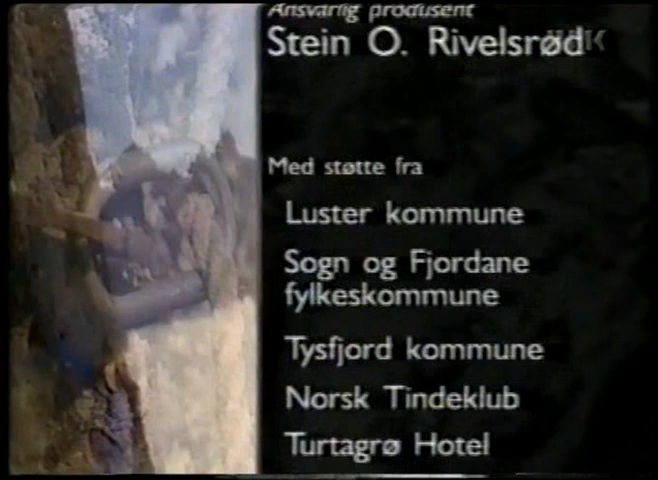 Ansvarlig produsent
Stein O. Rivelsrød
NRK
Med støtte fra
Luster kommune
Sogn og Fjordane
fylkeskommune
Tysfjord kommune
Norsk Tindeklub
Turtagrø Hotel